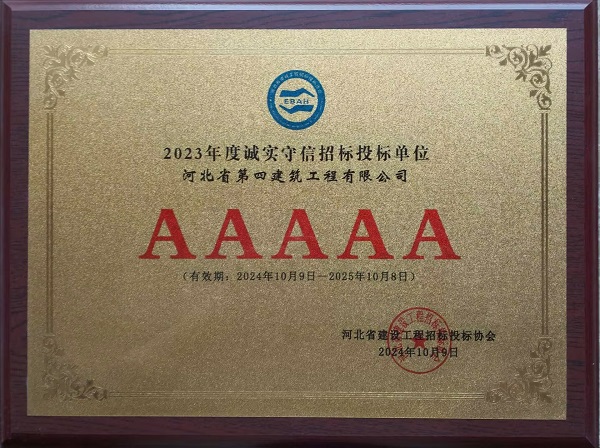 EBAH
2023年度诚实守信招标投标单位
河北省第四建筑工程有限公司
AAAAA
(有效期：2024年10月9日—2025年10月8日)
河北省建设工程招标投标协会
2024年10月9日